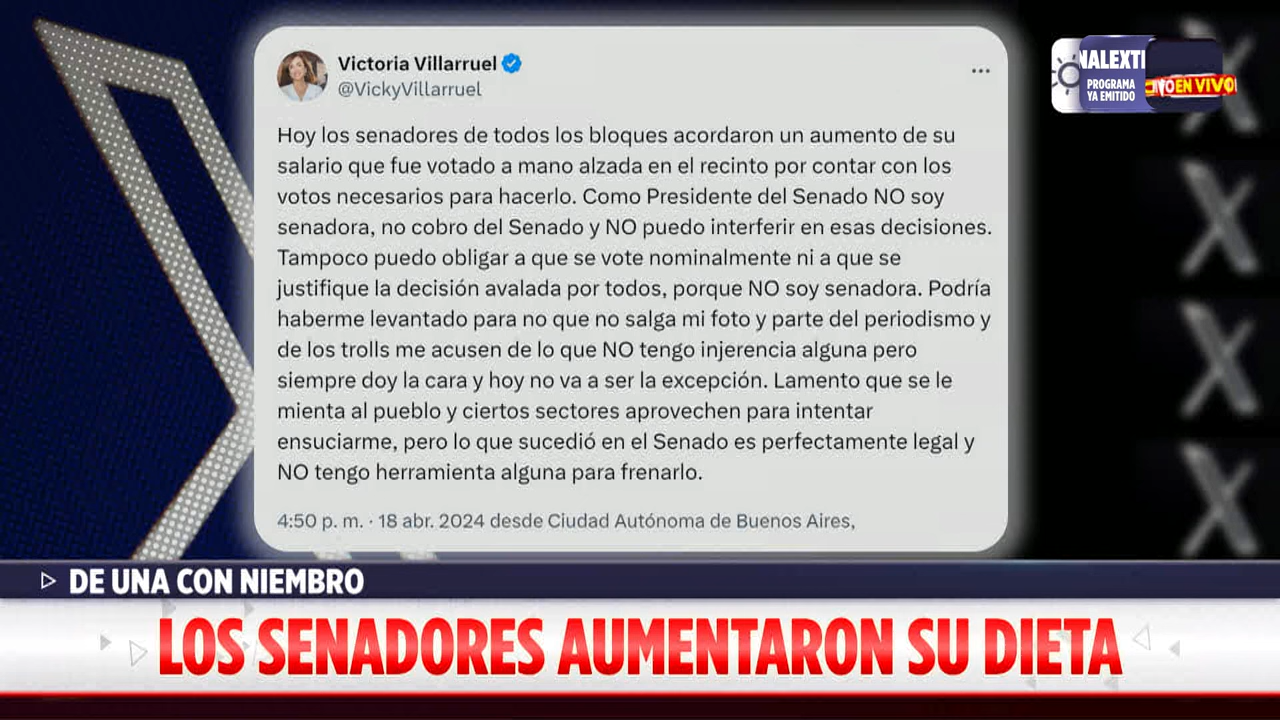 Victoria Villarruel
@VickyVillarruel
Hoy los senadores de todos los bloques acordaron un aumento de su
salario que fue votado a mano alzada en el recinto por contar con los
votos necesarios para hacerlo. Como Presidente del Senado NO soy
senadora, no cobro del Senado y NO puedo interferir en esas decisiones.
Tampoco puedo obligar a que se vote nominalmente ni a que se
justifique la decisión avalada por todos, porque NO soy senadora. Podría
haberme levantado para no que no salga mi foto y parte del periodismo y
de los trolls me acusen de lo que NO tengo injerencia alguna pero
siempre doy la cara y hoy no va a ser la excepción. Lamento que se le
mienta al pueblo y ciertos sectores aprovechen para intentar
ensuciarme, pero lo que sucedió en el Senado es perfectamente legal y
NO tengo herramienta alguna para frenarlo.
4:50 p. m. · 18 abr. 2024 desde Ciudad Autónoma de Buenos Aires,
PROGRAMA
YA EMITIDO
EN VIVO
DE UNA CON NIEMBRO
LOS SENADORES AUMENTARON SU DIETA